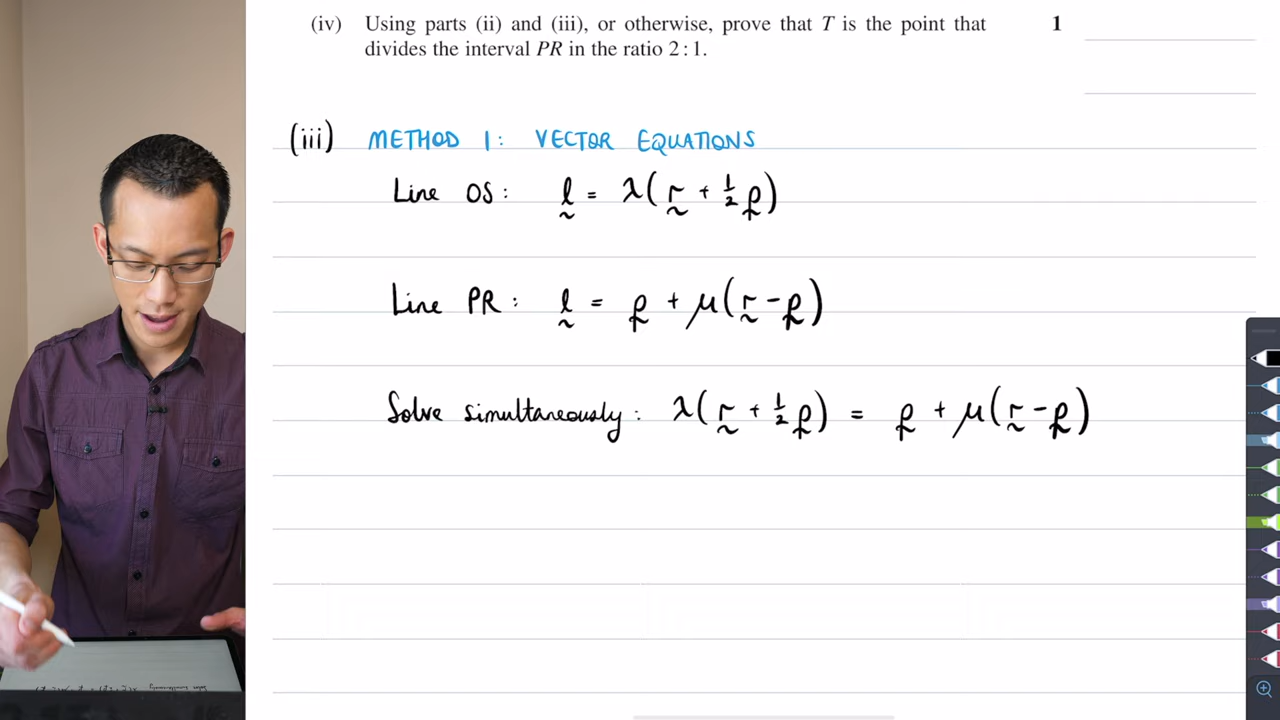 (iv) Using parts (ii) and (iii), or otherwise, prove that T is the point that 1
divides the interval PR in the ratio 2 : 1.
(iii) METHOD 1: VECTOR EQUATIONS
Line OS: l̰ = λ(r̰ + ½p̰)
Line PR: l̰ = p̰ + μ(r̰ - p̰)
Solve simultaneously: λ(r̰ + ½p̰) = p̰ + μ(r̰ - p̰)